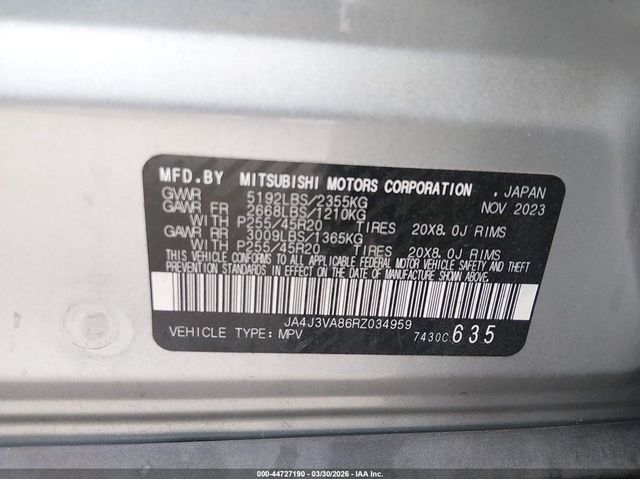 MFD.BY MITSUBISHI MOTORS CORPORATION , JAPAN
GVWR 5192LBS/2355KG NOV 2023
GAWR FR 2668LBS/1210KG
WITH P255/45R20 TIRES 20X8.0J RIMS
GAWR RR 3009LBS/1365KG
WITH P255/45R20 TIRES 20X8.0J RIMS
THIS VEHICLE CONFORMS TO ALL APPLICABLE FEDERAL MOTOR VEHICLE SAFETY AND THEFT
PREVENTION STANDARDS IN EFFECT ON THE DATE OF MANUFACTURE SHOWN ABOVE.
JA4J3VA86RZ034959
VEHICLE TYPE: MPV 7430C 635
000-44727190 - 03/30/2026 - IAA Inc.